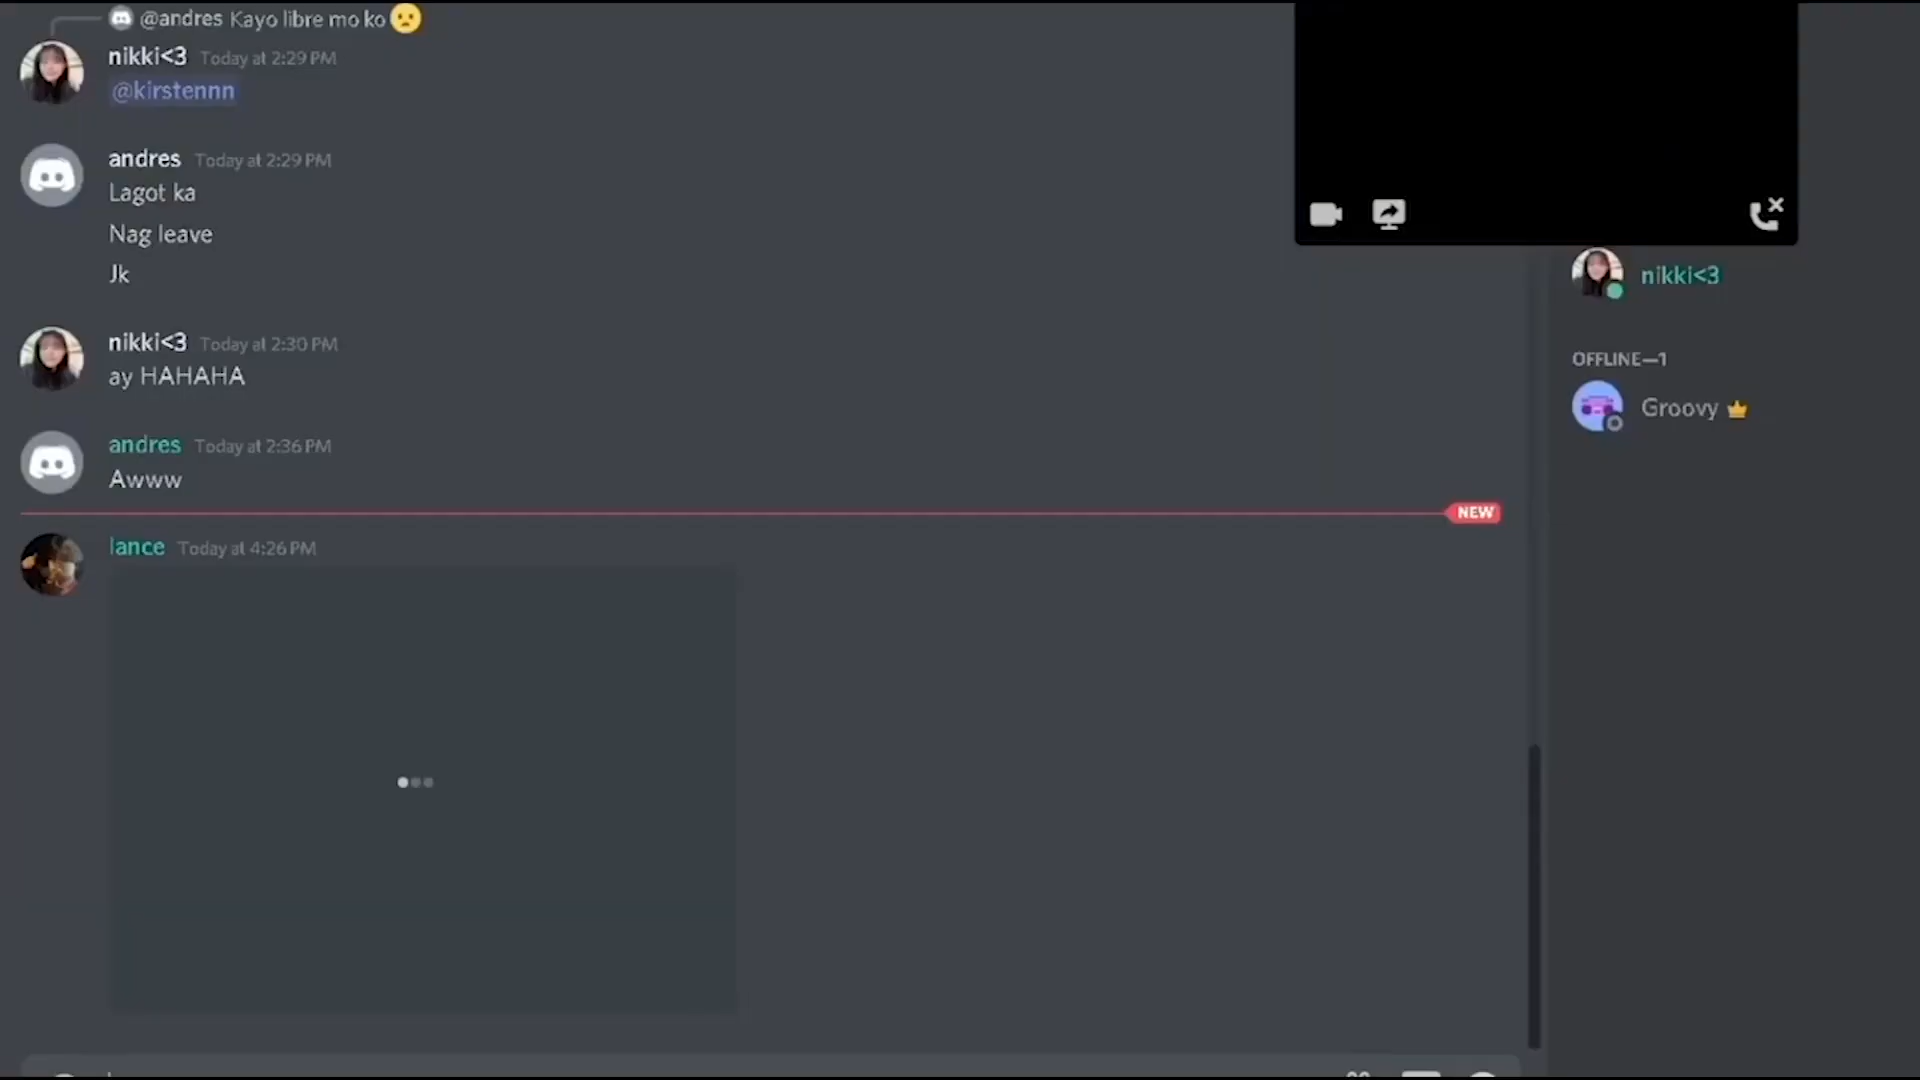 @andres Kayo libre mo ko
nikki<3 Today at 2:29 PM
@kirstennn
andres Today at 2:29 PM
Lagot ka
Nag leave
Jk
nikki<3 Today at 2:30 PM
ay HAHAHA
andres Today at 2:36 PM
Awww
NEW
lance Today at 4:26 PM
nikki<3
OFFLINE—1
Groovy